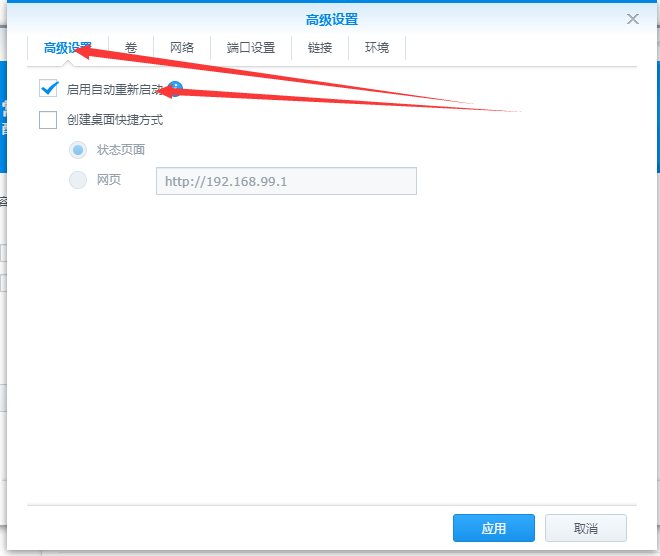 高级设置
高级设置 卷 网络 端口设置 链接 环境
启用自动重新启动
创建桌面快捷方式
状态页面
网页 http://192.168.99.1
应用 取消